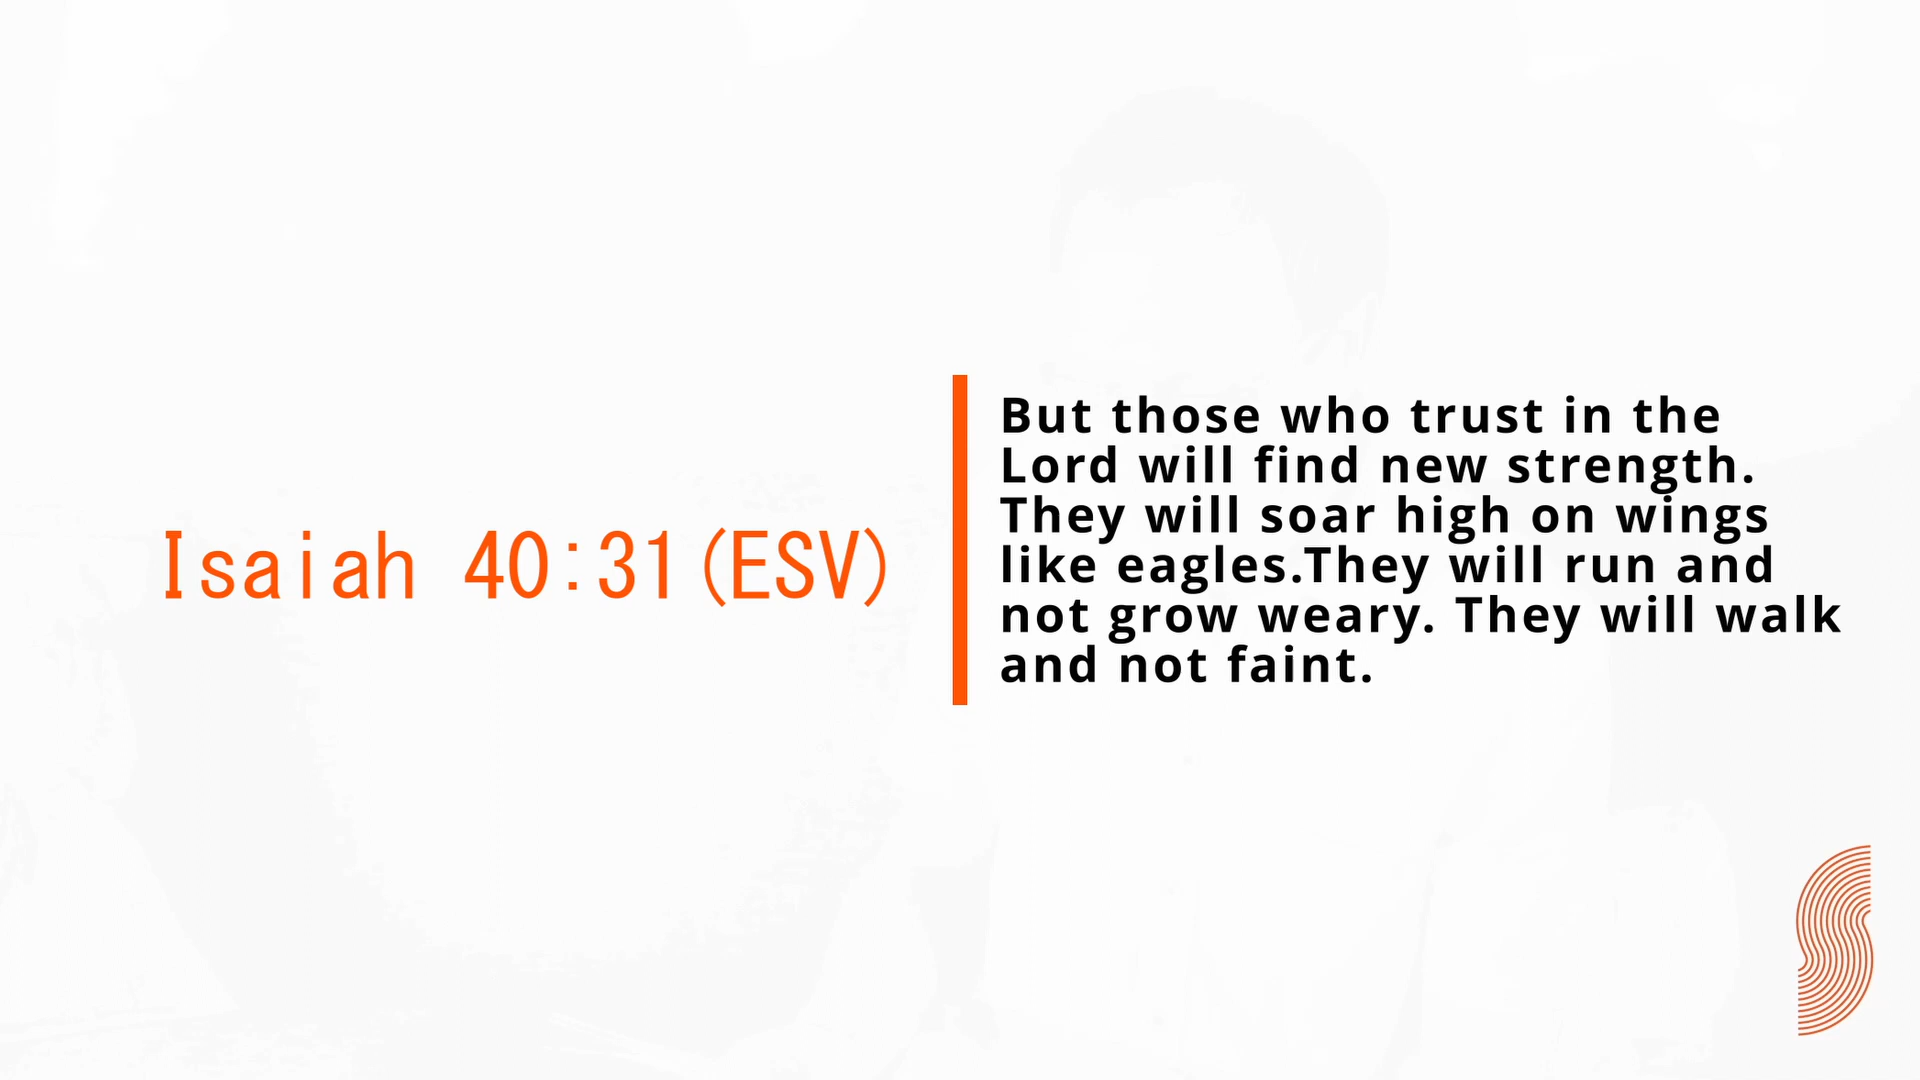 Isaiah 40:31(ESV)
But those who trust in the
Lord will find new strength.
They will soar high on wings
like eagles.They will run and
not grow weary. They will walk
and not faint.